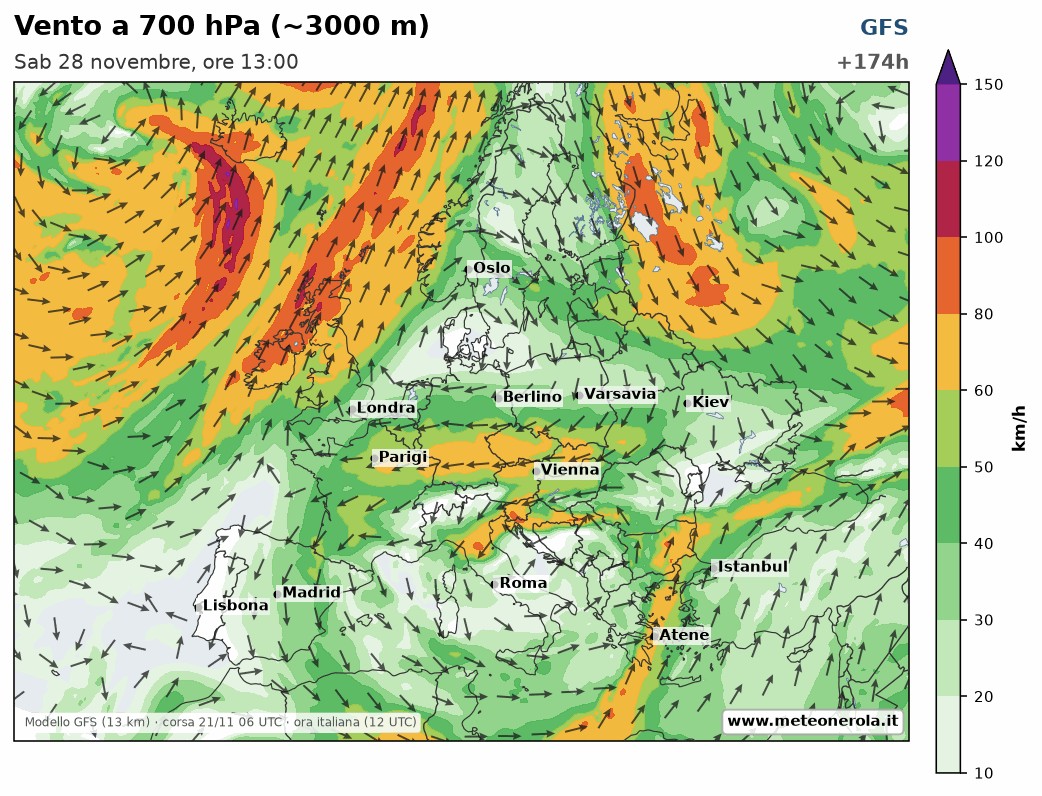 Vento a 700 hPa (~3000 m)
GFS
Sab 28 novembre, ore 13:00
+174h
150
120
100
80
60
50
40
30
20
10
km/h
Oslo
Berlino
Varsavia
Kiev
Londra
Parigi
Vienna
Istanbul
Roma
Madrid
Lisbona
Atene
Modello GFS (13 km) · corsa 21/11 06 UTC · ora italiana (12 UTC)
www.meteonerola.it